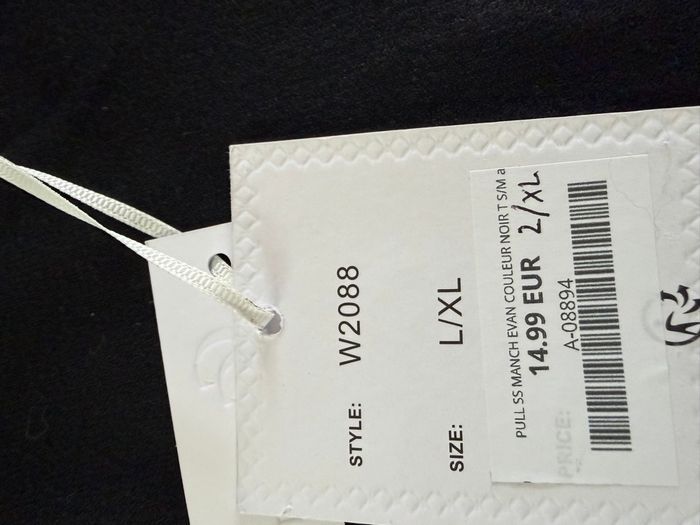 STYLE: W2088
SIZE: L/XL
PULL SS MANCH EVAN COULEUR NOIR T S/M a
14.99 EUR L/XL
A-08894
PRICE: